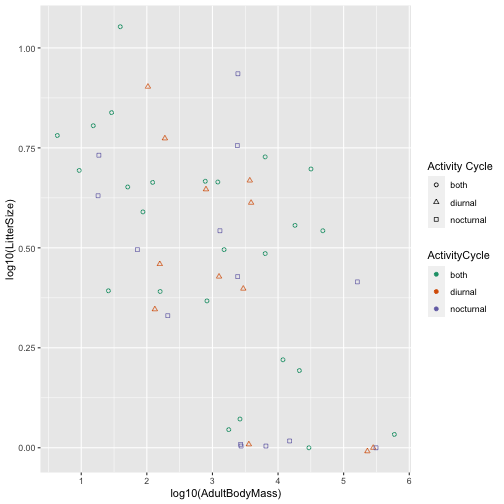 1.00
0.75
0.50
0.25
0.00
log10(LitterSize)
1 2 3 4 5 6
log10(AdultBodyMass)
Activity Cycle
both
diurnal
nocturnal
ActivityCycle
both
diurnal
nocturnal